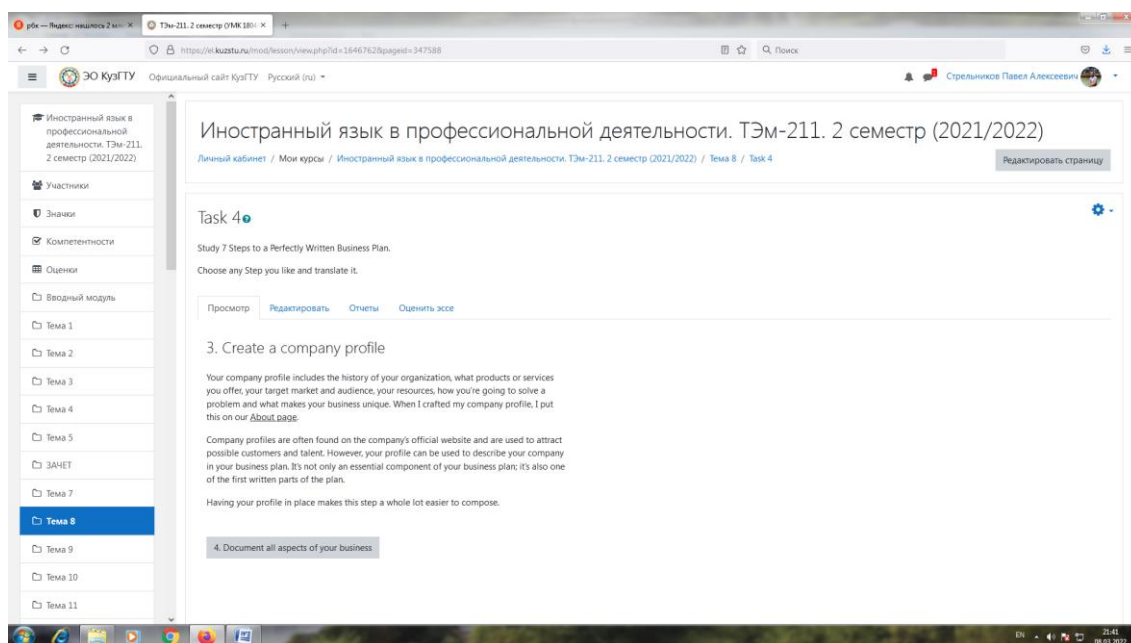 рбк — Яндекс: нашлось 2
ТЭм-211. 2 семестр (УМК 180
https://el.kuzstu.ru/mod/lesson/view.php?id=1646762&pageid=347588
Поиск
ЭО КузГТУ Официальный сайт КузГТУ Русский (ru)
Стрельников Павел Алексеевич
Иностранный язык в
профессиональной
деятельности. ТЭм-211.
2 семестр (2021/2022)
Участники
Значки
Компетентности
Оценки
Вводный модуль
Тема 1
Тема 2
Тема 3
Тема 4
Тема 5
ЗАЧЕТ
Тема 7
Тема 8
Тема 9
Тема 10
Тема 11
Иностранный язык в профессиональной деятельности. ТЭм-211. 2 семестр (2021/2022)
Личный кабинет / Мои курсы / Иностранный язык в профессиональной деятельности. ТЭм-211. 2 семестр (2021/2022) / Тема 8 / Task 4
Редактировать страницу
Task 4
Study 7 Steps to a Perfectly Written Business Plan.
Choose any Step you like and translate it.
Просмотр Редактировать Отчеты Оценить эссе
3. Create a company profile
Your company profile includes the history of your organization, what products or services
you offer, your target market and audience, your resources, how you're going to solve a
problem and what makes your business unique. When I crafted my company profile, I put
this on our About page.
Company profiles are often found on the company's official website and are used to attract
possible customers and talent. However, your profile can be used to describe your company
in your business plan. It's not only an essential component of your business plan; it's also one
of the first written parts of the plan.
Having your profile in place makes this step a whole lot easier to compose.
4. Document all aspects of your business
EN
21:41
08.03.2022